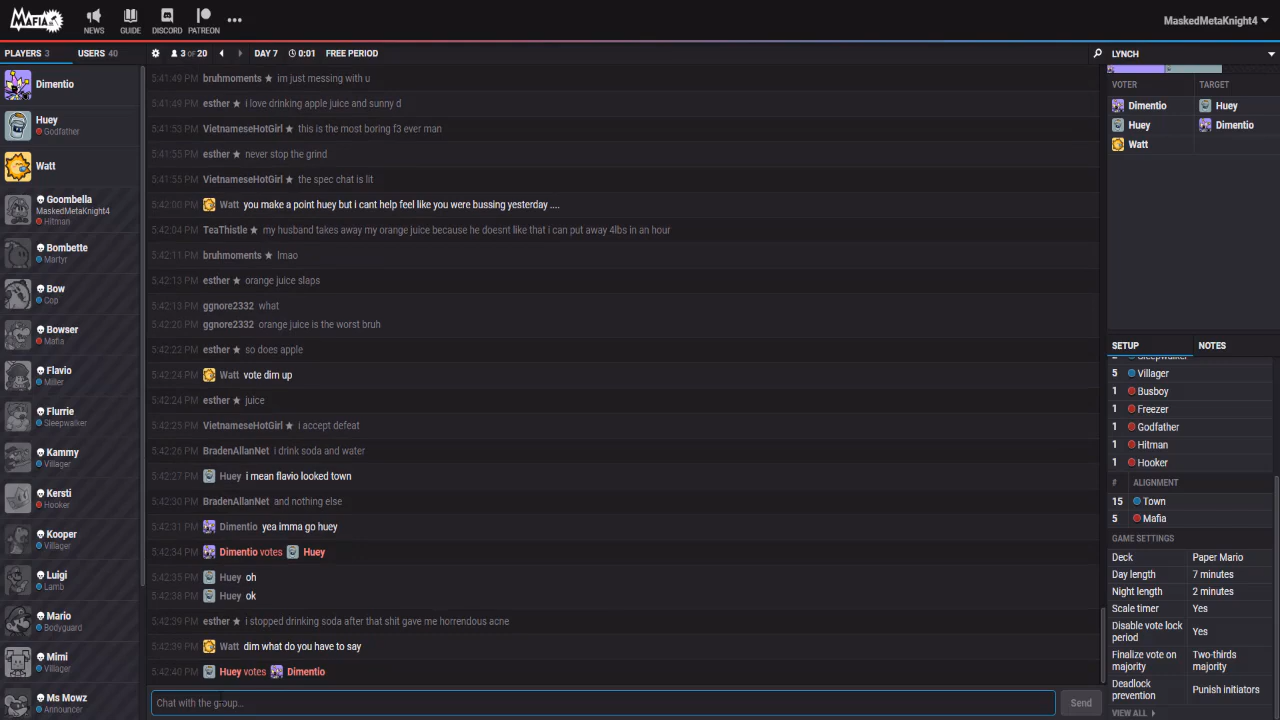 MAFIA.GG
NEWS
GUIDE
DISCORD
PATREON
MaskedMetaKnight4
PLAYERS 3
USERS 40
3 OF 20
DAY 7
0:01
FREE PERIOD
LYNCH
Dimentio
Huey
Godfather
Watt
Goombella
MaskedMetaKnight4
Hitman
Bombette
Martyr
Bow
Cop
Bowser
Mafia
Flavio
Miller
Flurrie
Sleepwalker
Kammy
Villager
Kersti
Hooker
Kooper
Villager
Luigi
Lamb
Mario
Bodyguard
Mimi
Villager
Ms Mowz
Announcer
5:41:49 PM bruhmoments ★ im just messing with u
5:41:49 PM esther ★ i love drinking apple juice and sunny d
5:41:53 PM VietnameseHotGirl ★ this is the most boring f3 ever man
5:41:55 PM esther ★ never stop the grind
5:41:55 PM VietnameseHotGirl ★ the spec chat is lit
5:42:00 PM Watt you make a point huey but i cant help feel like you were bussing yesterday ....
5:42:04 PM TeaThistle ★ my husband takes away my orange juice because he doesnt like that i can put away 4lbs in an hour
5:42:11 PM bruhmoments ★ lmao
5:42:13 PM esther ★ orange juice slaps
5:42:13 PM ggnore2332 what
5:42:20 PM ggnore2332 orange juice is the worst bruh
5:42:22 PM esther ★ so does apple
5:42:24 PM Watt vote dim up
5:42:24 PM esther ★ juice
5:42:25 PM VietnameseHotGirl ★ i accept defeat
5:42:26 PM BradenAllanNet i drink soda and water
5:42:27 PM Huey i mean flavio looked town
5:42:30 PM BradenAllanNet and nothing else
5:42:31 PM Dimentio yea imma go huey
5:42:34 PM Dimentio votes Huey
5:42:35 PM Huey oh
5:42:38 PM Huey ok
5:42:39 PM esther ★ i stopped drinking soda after that shit gave me horrendous acne
5:42:39 PM Watt dim what do you have to say
5:42:40 PM Huey votes Dimentio
Chat with the group...
Send
VOTER TARGET
Dimentio Huey
Huey Dimentio
Watt
SETUP NOTES
Sleepwalker
5 Villager
1 Busboy
1 Freezer
1 Godfather
1 Hitman
1 Hooker
# ALIGNMENT
15 Town
5 Mafia
GAME SETTINGS
Deck Paper Mario
Day length 7 minutes
Night length 2 minutes
Scale timer Yes
Disable vote lock period Yes
Finalize vote on majority Two-thirds majority
Deadlock prevention Punish initiators
VIEW ALL